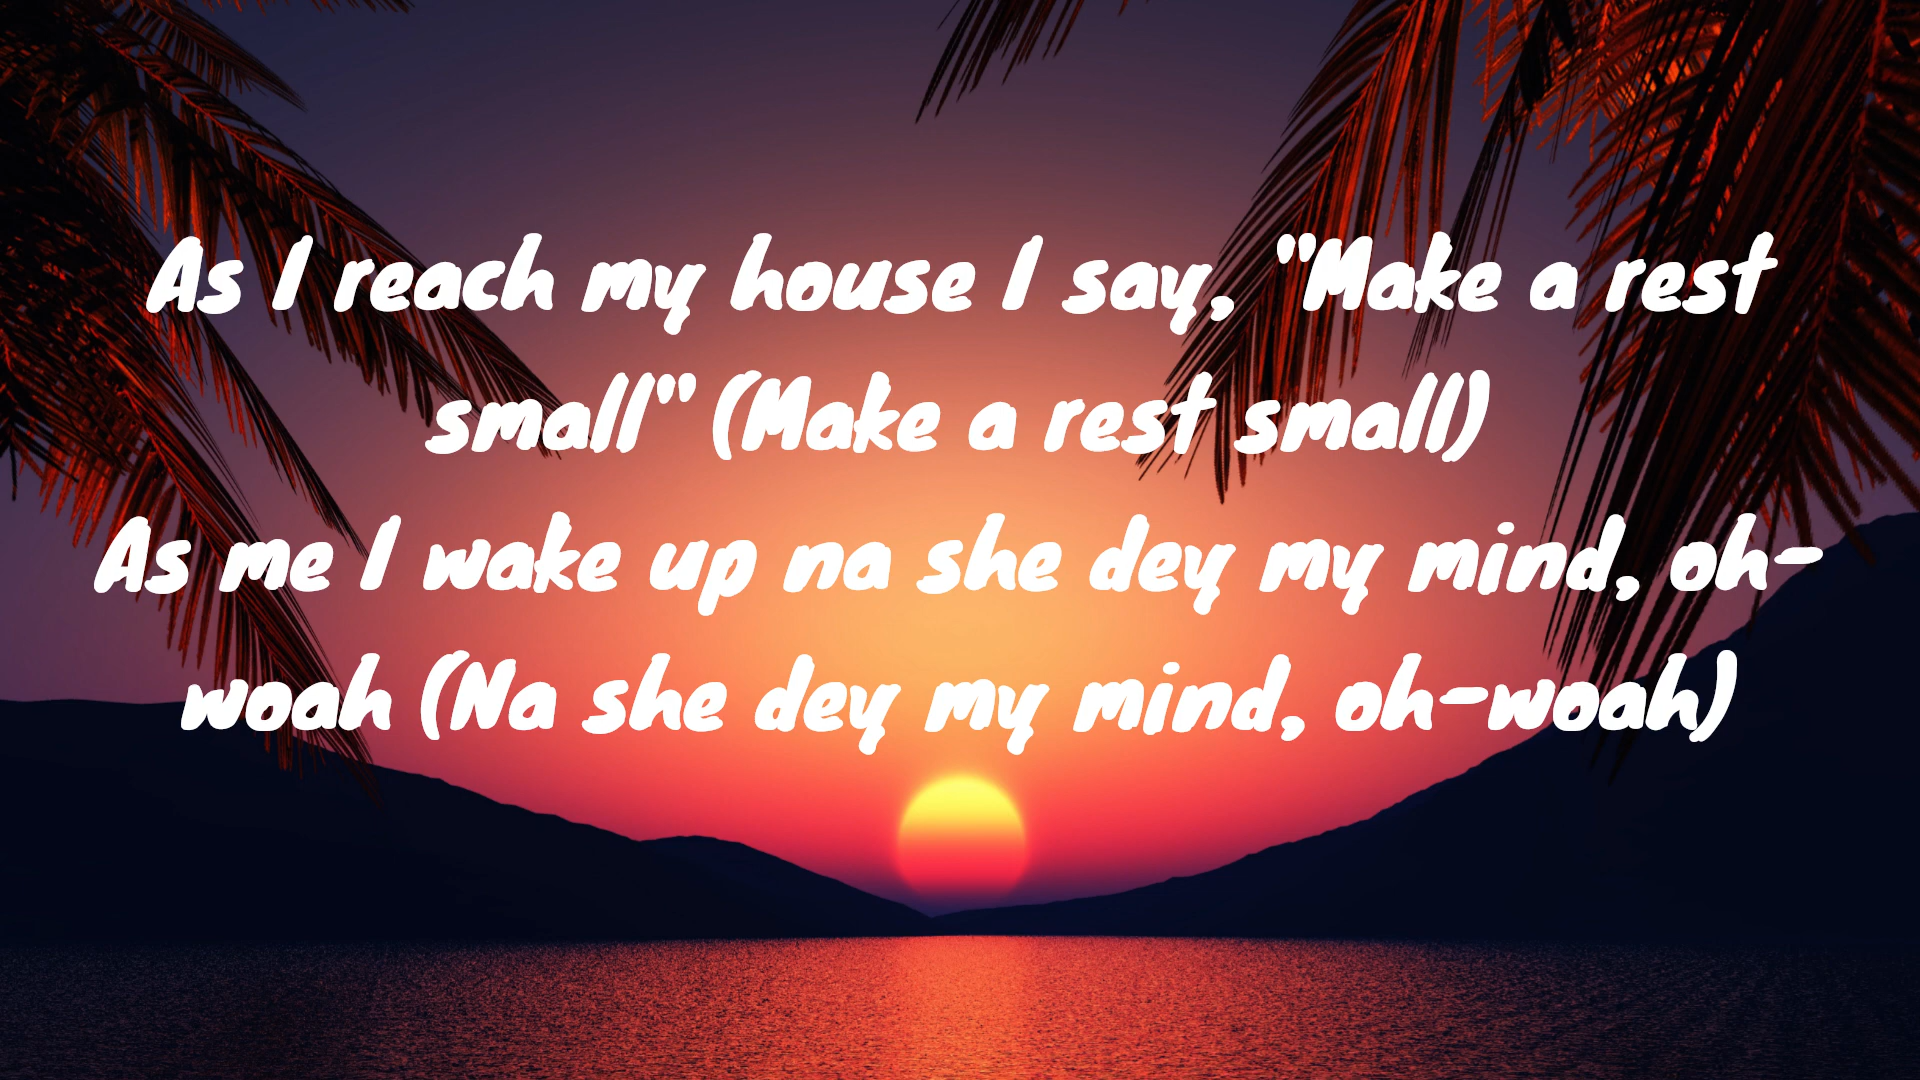 As I reach my house I say, "Make a rest
small" (Make a rest small)
As me I wake up na she dey my mind, oh-
woah (Na she dey my mind, oh-woah)